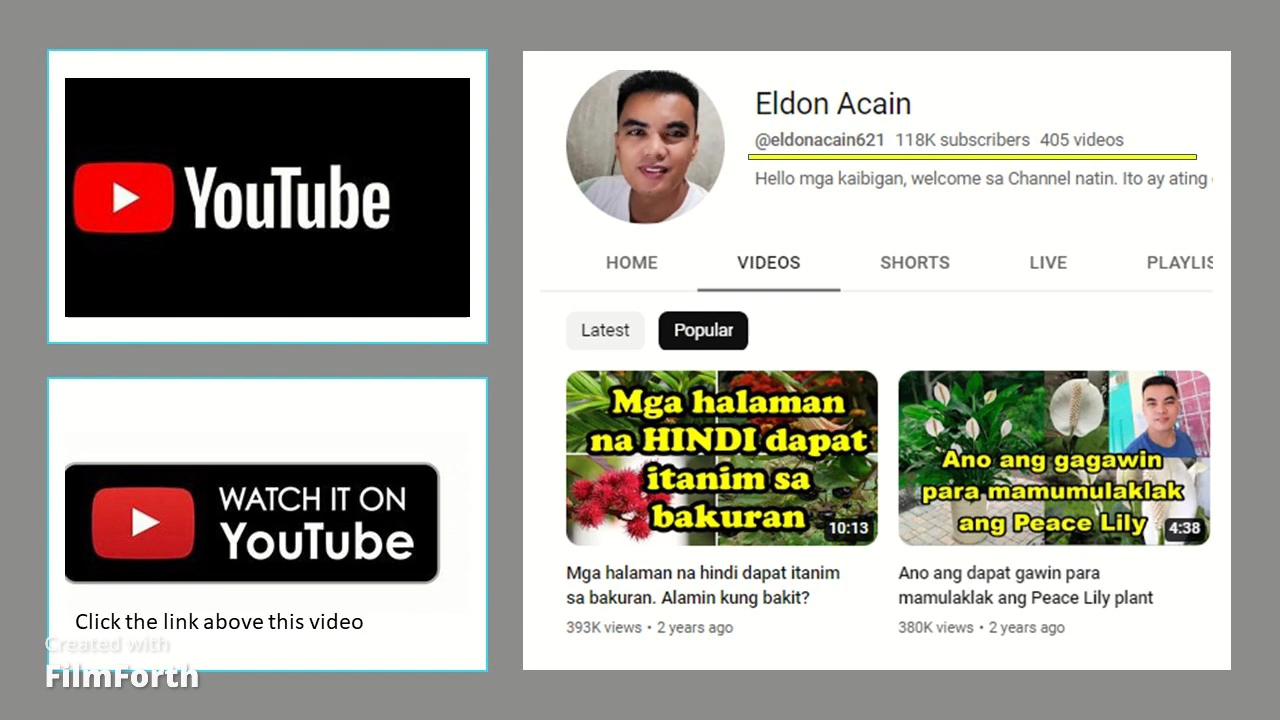 YouTube
WATCH IT ON
YouTube
Click the link above this video
Created with
FilmForth
Eldon Acain
@eldonacain621 118K subscribers 405 videos
Hello mga kaibigan, welcome sa Channel natin. Ito ay ating
HOME VIDEOS SHORTS LIVE PLAYLIS
Latest Popular
Mga halaman
na HINDI dapat
itanim sa
bakuran
10:13
Mga halaman na hindi dapat itanim
sa bakuran. Alamin kung bakit?
393K views • 2 years ago
Ano ang gagawin
para mamumulaklak
ang Peace Lily
4:38
Ano ang dapat gawin para
mamulaklak ang Peace Lily plant
380K views • 2 years ago